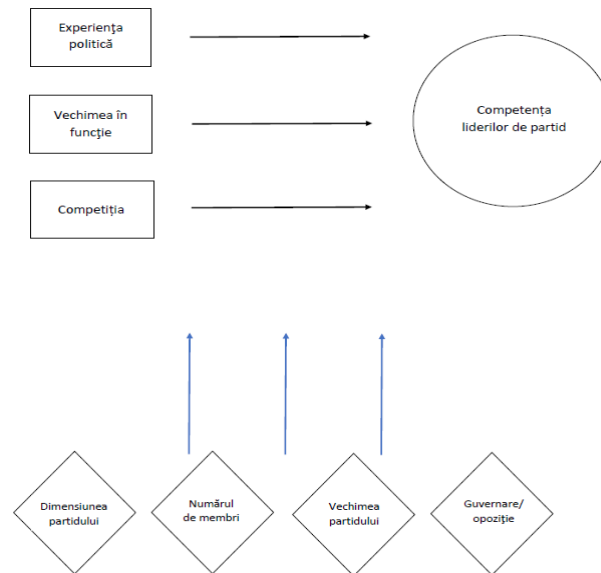 Experiența
politică
Vechimea în
funcție
Competiția
Competența
liderilor de partid
Dimensiunea
partidului
Numărul
de membri
Vechimea
partidului
Guvernare/
opoziție